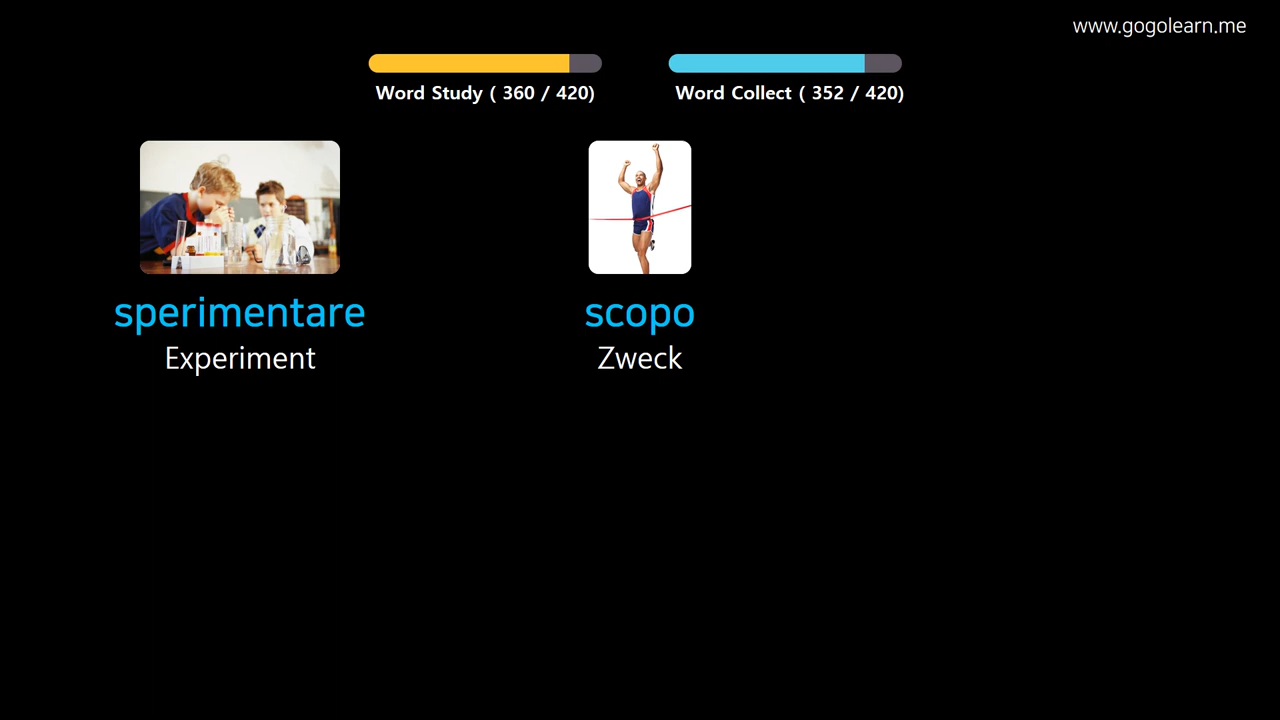 www.gogolearn.me
Word Study ( 360 / 420)
Word Collect ( 352 / 420)
sperimentare
Experiment
scopo
Zweck